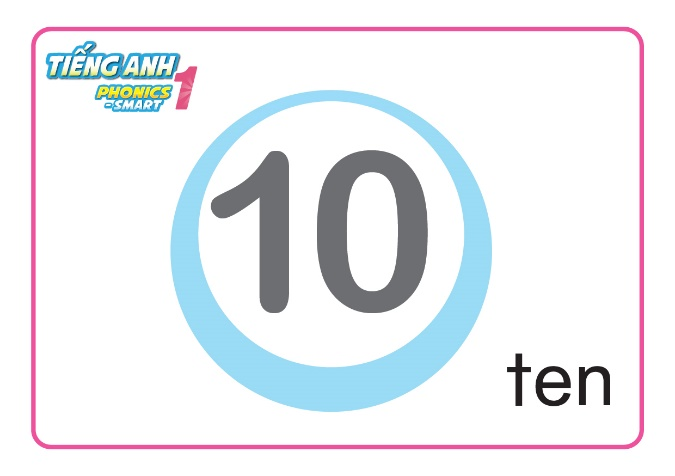 TIẾNG ANH
PHONICS
-SMART 1
10
ten